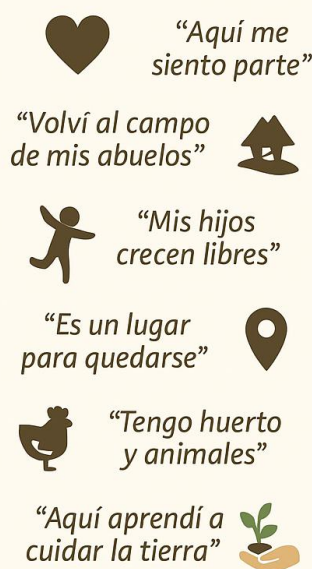 “Aquí me
siento parte”
“Volví al campo
de mis abuelos”
“Mis hijos
crecen libres”
“Es un lugar
para quedarse”
“Tengo huerto
y animales”
“Aquí aprendí a
cuidar la tierra”